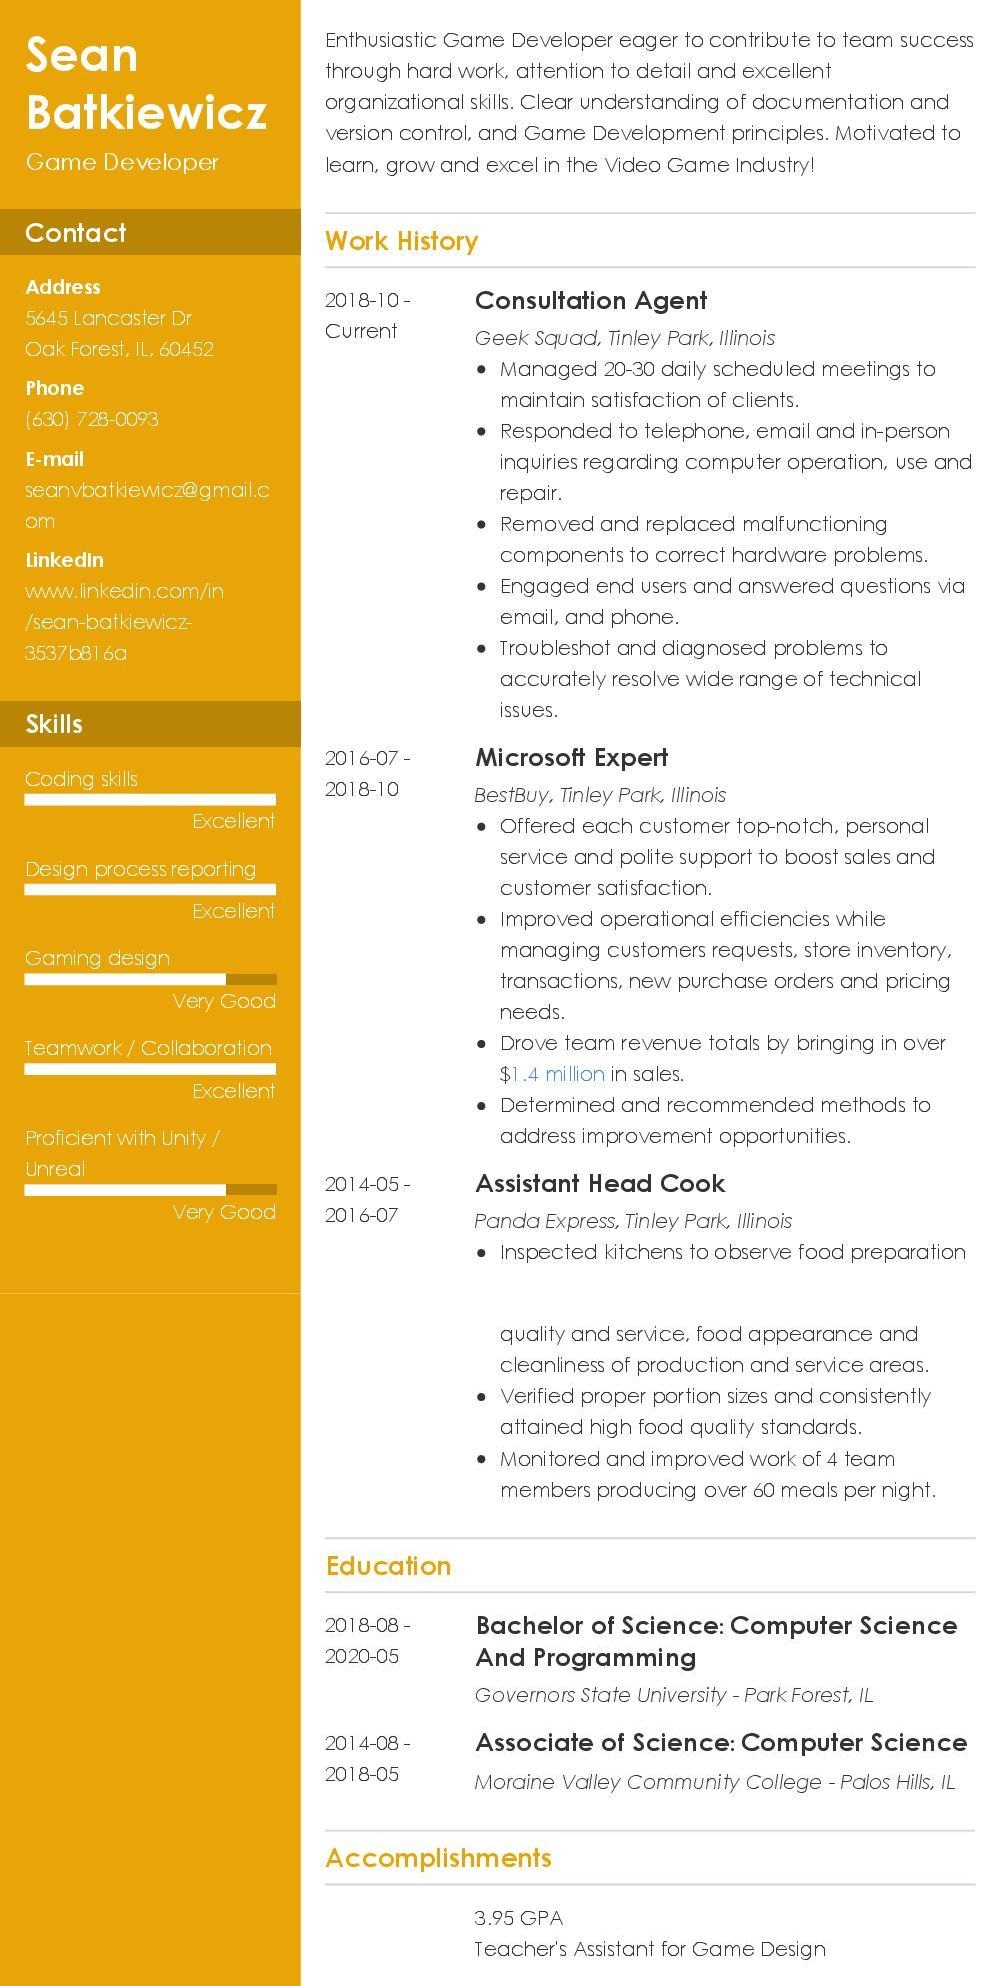 Sean
Batkiewicz
Game Developer
Contact
Address
5645 Lancaster Dr
Oak Forest, IL, 60452
Phone
(630) 728-0093
E-mail
seanvbatkiewicz@gmail.c
om
LinkedIn
www.linkedin.com/in
/sean-batkiewicz-
3537b816a
Skills
Coding skills
Excellent
Design process reporting
Excellent
Gaming design
Very Good
Teamwork / Collaboration
Excellent
Proficient with Unity /
Unreal
Very Good
Enthusiastic Game Developer eager to contribute to team success
through hard work, attention to detail and excellent
organizational skills. Clear understanding of documentation and
version control, and Game Development principles. Motivated to
learn, grow and excel in the Video Game Industry!
Work History
2018-10 -
Current
Consultation Agent
Geek Squad, Tinley Park, Illinois
• Managed 20-30 daily scheduled meetings to
maintain satisfaction of clients.
• Responded to telephone, email and in-person
inquiries regarding computer operation, use and
repair.
• Removed and replaced malfunctioning
components to correct hardware problems.
• Engaged end users and answered questions via
email, and phone.
• Troubleshot and diagnosed problems to
accurately resolve wide range of technical
issues.
2016-07 -
2018-10
Microsoft Expert
BestBuy, Tinley Park, Illinois
• Offered each customer top-notch, personal
service and polite support to boost sales and
customer satisfaction.
• Improved operational efficiencies while
managing customers requests, store inventory,
transactions, new purchase orders and pricing
needs.
• Drove team revenue totals by bringing in over
$1.4 million in sales.
• Determined and recommended methods to
address improvement opportunities.
2014-05 -
2016-07
Assistant Head Cook
Panda Express, Tinley Park, Illinois
• Inspected kitchens to observe food preparation
quality and service, food appearance and
cleanliness of production and service areas.
• Verified proper portion sizes and consistently
attained high food quality standards.
• Monitored and improved work of 4 team
members producing over 60 meals per night.
Education
2018-08 -
2020-05
Bachelor of Science: Computer Science
And Programming
Governors State University - Park Forest, IL
2014-08 -
2018-05
Associate of Science: Computer Science
Moraine Valley Community College - Palos Hills, IL
Accomplishments
3.95 GPA
Teacher's Assistant for Game Design